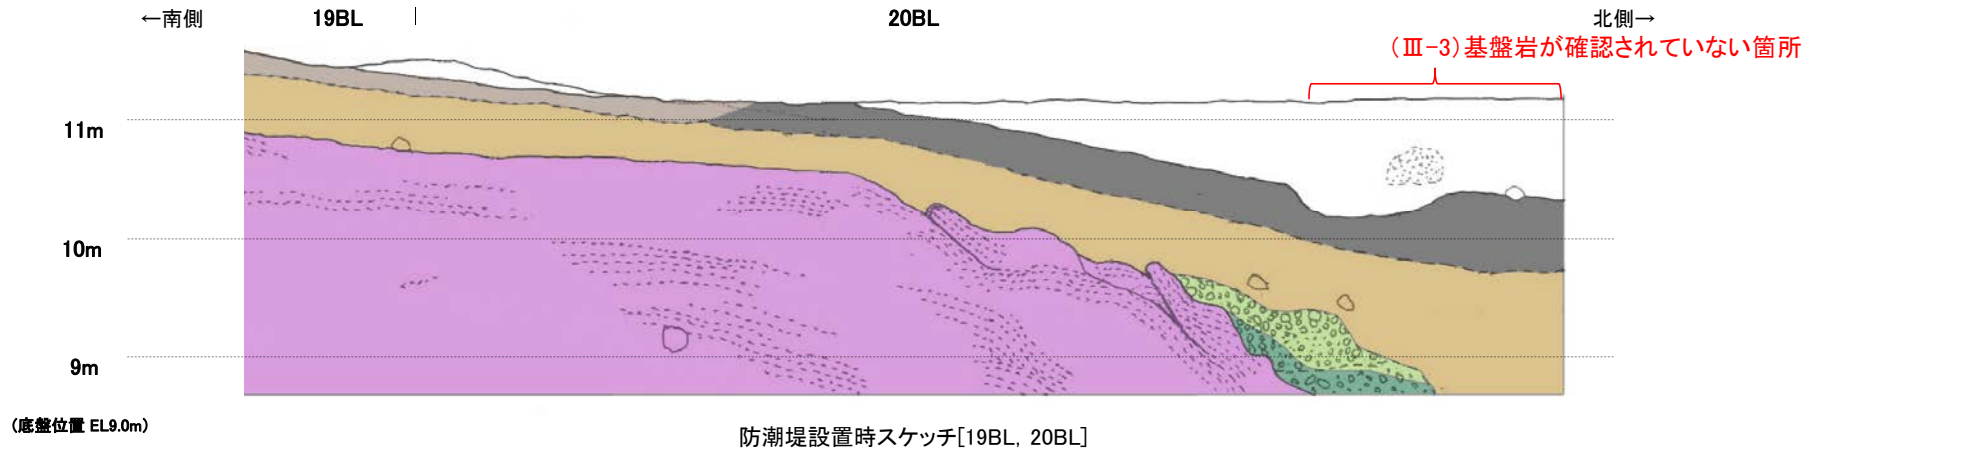 ←南側
19BL
20BL
北側→
(Ⅲ-3)基盤岩が確認されていない箇所
11m
10m
9m
(底盤位置 EL9.0m)
防潮堤設置時スケッチ[19BL, 20BL]